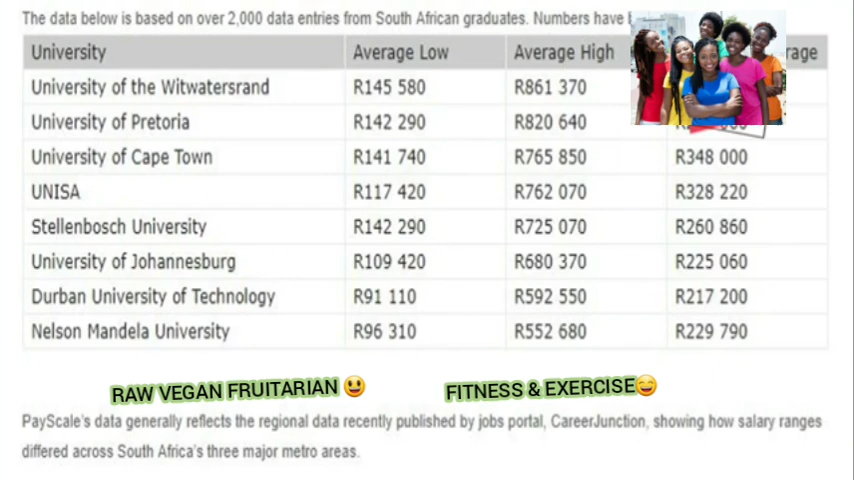 The data below is based on over 2,000 data entries from South African graduates. Numbers have
University Average Low Average High
University of the Witwatersrand R145 580 R861 370
University of Pretoria R142 290 R820 640
University of Cape Town R141 740 R765 850 R348 000
UNISA R117 420 R762 070 R328 220
Stellenbosch University R142 290 R725 070 R260 860
University of Johannesburg R109 420 R680 370 R225 060
Durban University of Technology R91 110 R592 550 R217 200
Nelson Mandela University R96 310 R552 680 R229 790
RAW VEGAN FRUITARIAN 😃 FITNESS & EXERCISE😄
PayScale's data generally reflects the regional data recently published by jobs portal, CareerJunction, showing how salary ranges
differed across South Africa's three major metro areas.